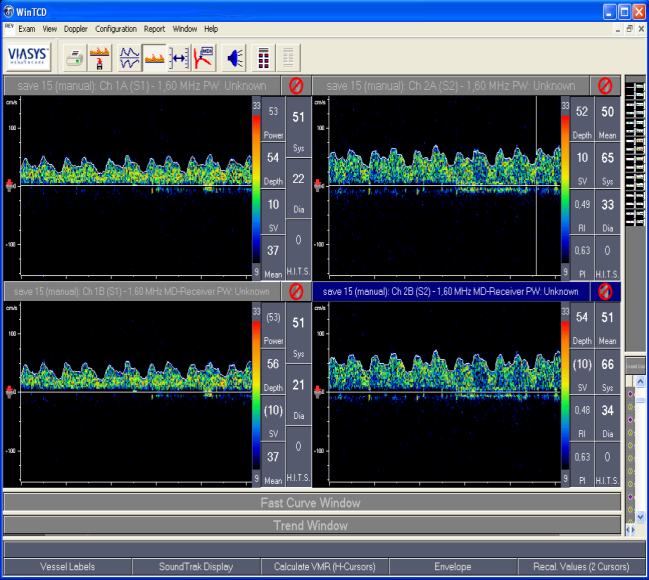 WinTCD
REV Exam View Doppler Configuration Report Window Help
VIASYS
HEALTHCARE
MDII
save 15 (manual): Ch 1A (S1) - 1,60 MHz PW: Unknown
cm/s
100
+100
33
9
53
Power
54
Depth
10
SV
37
Mean
51
Sys
22
Dia
0
H.I.T.S.
save 15 (manual): Ch 2A (S2) - 1,60 MHz PW: Unknown
cm/s
100
+100
33
9
52
Depth
10
SV
0,49
RI
0,63
PI
50
Mean
65
Sys
33
Dia
0
H.I.T.S.
save 15 (manual): Ch 1B (S1) - 1,60 MHz MD-Receiver PW: Unknown
cm/s
100
+100
33
9
(53)
Power
56
Depth
(10)
SV
37
Mean
51
Sys
21
Dia
0
H.I.T.S.
save 15 (manual): Ch 2B (S2) - 1,60 MHz MD-Receiver PW: Unknown
cm/s
100
+100
33
9
54
Depth
(10)
SV
0,48
RI
0,63
PI
51
Mean
66
Sys
34
Dia
0
H.I.T.S.
Fast Curve Window
Trend Window
Vessel Labels
SoundTrak Display
Calculate VMR (H-Cursors)
Envelope
Recal. Values (2 Cursors)